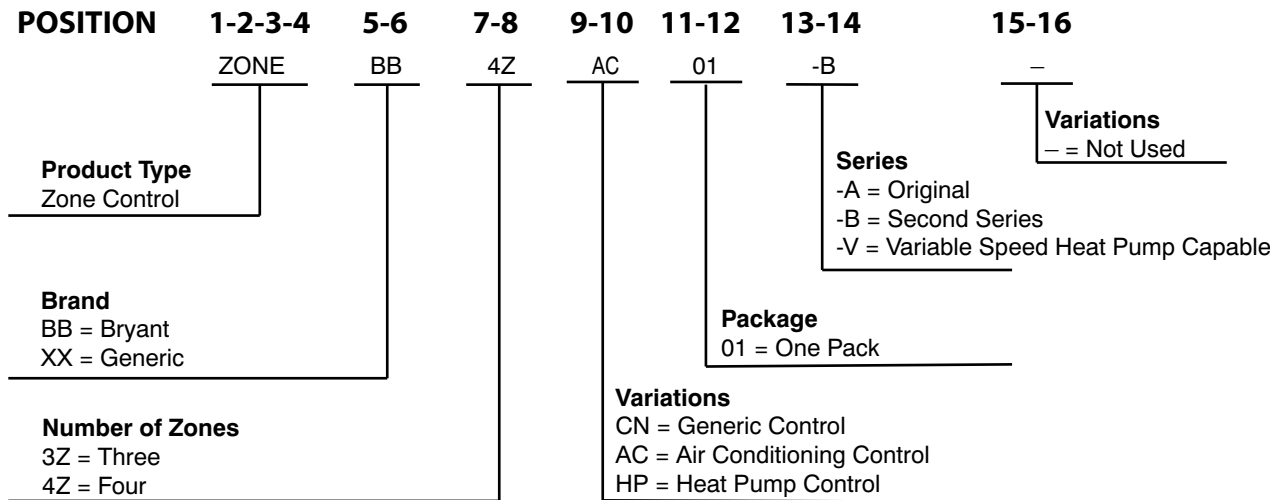 POSITION 1-2-3-4 5-6 7-8 9-10 11-12 13-14 15-16
ZONE BB 4Z AC 01 -B –
Variations
– = Not Used
Product Type
Zone Control
Series
-A = Original
-B = Second Series
-V = Variable Speed Heat Pump Capable
Brand
BB = Bryant
XX = Generic
Package
01 = One Pack
Number of Zones
3Z = Three
4Z = Four
Variations
CN = Generic Control
AC = Air Conditioning Control
HP = Heat Pump Control